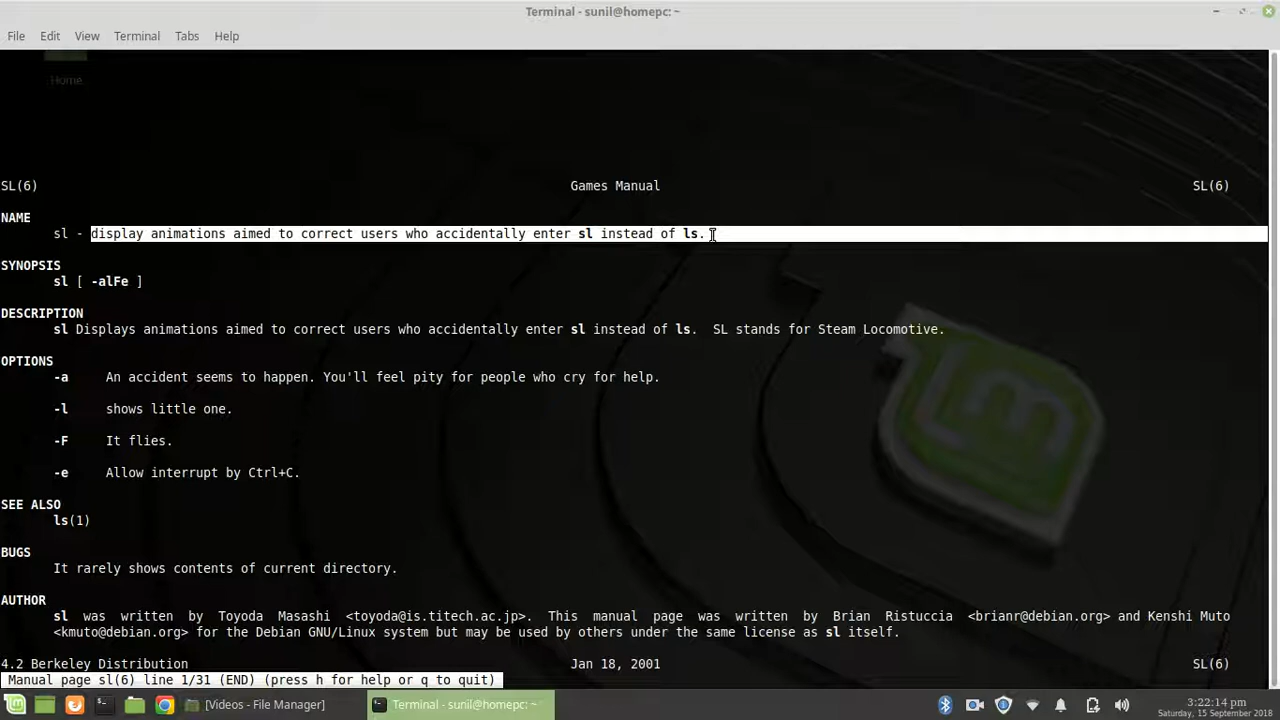 Terminal - sunil@homepc: ~
File Edit View Terminal Tabs Help
Home
SL(6) Games Manual SL(6)
NAME
sl - display animations aimed to correct users who accidentally enter sl instead of ls.
SYNOPSIS
sl [ -alFe ]
DESCRIPTION
sl Displays animations aimed to correct users who accidentally enter sl instead of ls. SL stands for Steam Locomotive.
OPTIONS
-a An accident seems to happen. You'll feel pity for people who cry for help.
-l shows little one.
-F It flies.
-e Allow interrupt by Ctrl+C.
SEE ALSO
ls(1)
BUGS
It rarely shows contents of current directory.
AUTHOR
sl was written by Toyoda Masashi <toyoda@is.titech.ac.jp>. This manual page was written by Brian Ristuccia <brianr@debian.org> and Kenshi Muto
<kmuto@debian.org> for the Debian GNU/Linux system but may be used by others under the same license as sl itself.
4.2 Berkeley Distribution Jan 18, 2001 SL(6)
Manual page sl(6) line 1/31 (END) (press h for help or q to quit)
[Videos - File Manager] Terminal - sunil@homepc: ~ 3:22:14 pm
Saturday, 15 September 2018